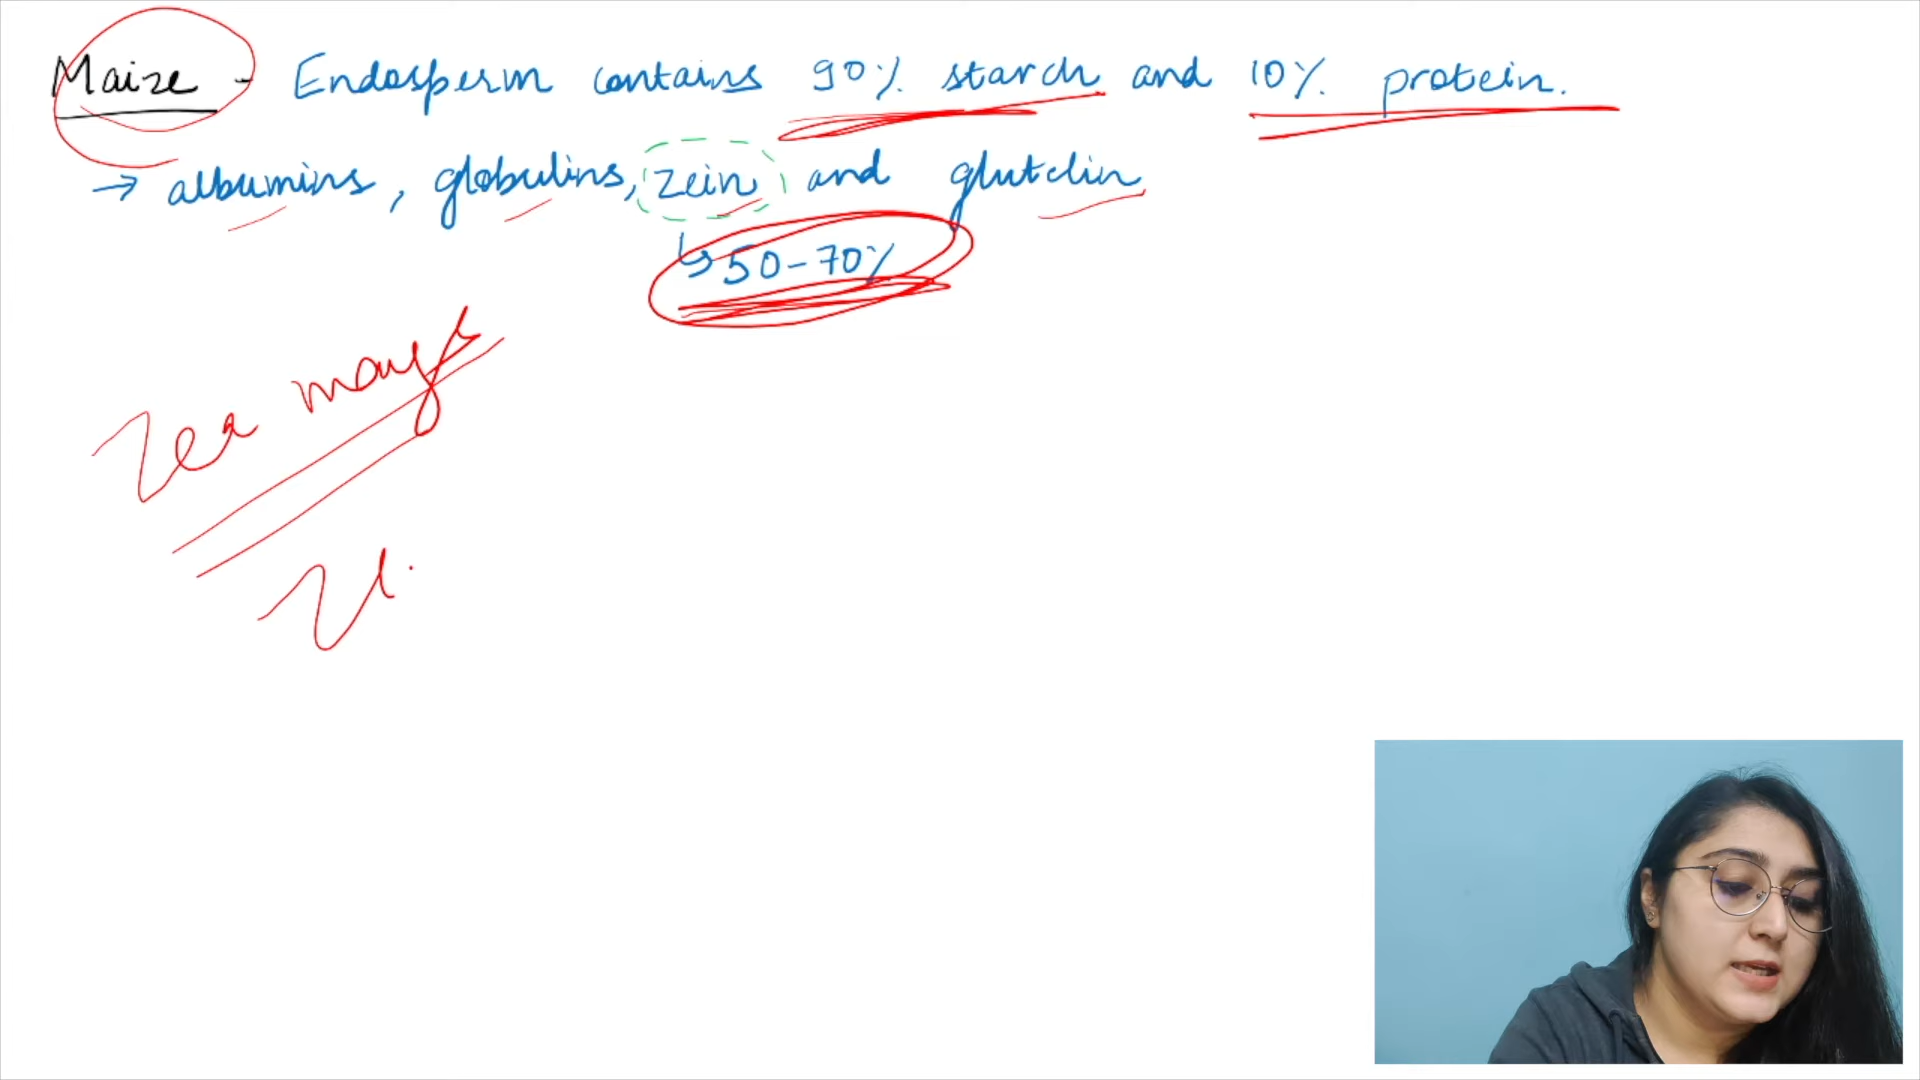 Maize - Endosperm contains 90% starch and 10% protein.
→ albumins, globulins, zein and glutelin
↳ 50-70%
Zea mays